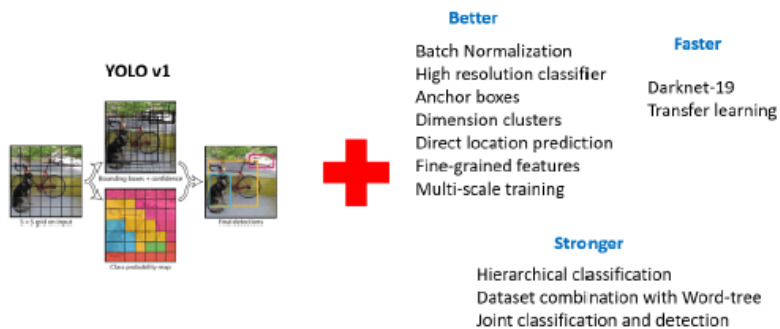 YOLO v1
Bounding boxes + confidence
S × S grid on input
Final detections
Class probability map
Better
Batch Normalization
High resolution classifier
Anchor boxes
Dimension clusters
Direct location prediction
Fine-grained features
Multi-scale training
Faster
Darknet-19
Transfer learning
Stronger
Hierarchical classification
Dataset combination with Word-tree
Joint classification and detection